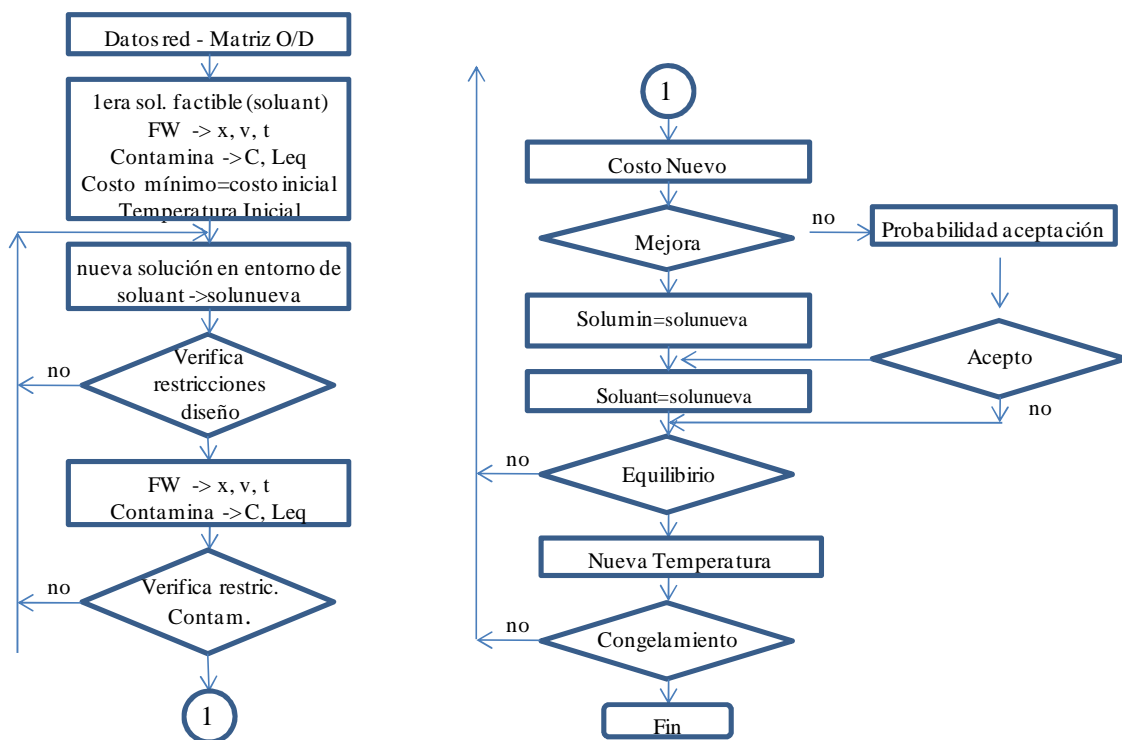 Datos red - Matriz O/D
1era sol. factible (soluant)
FW -> x, v, t
Contamina ->C, Leq
Costo mínimo=costo inicial
Temperatura Inicial
nueva solución en entorno de
soluant ->solunueva
Verifica
restricciones
diseño
no
FW -> x, v, t
Contamina ->C, Leq
Verifica restric.
Contam.
no
1
1
Costo Nuevo
Mejora
no
Probabilidad aceptación
Solumin=solunueva
Acepto
no
Soluant=solunueva
Equilibirio
no
Nueva Temperatura
Congelamiento
no
Fin